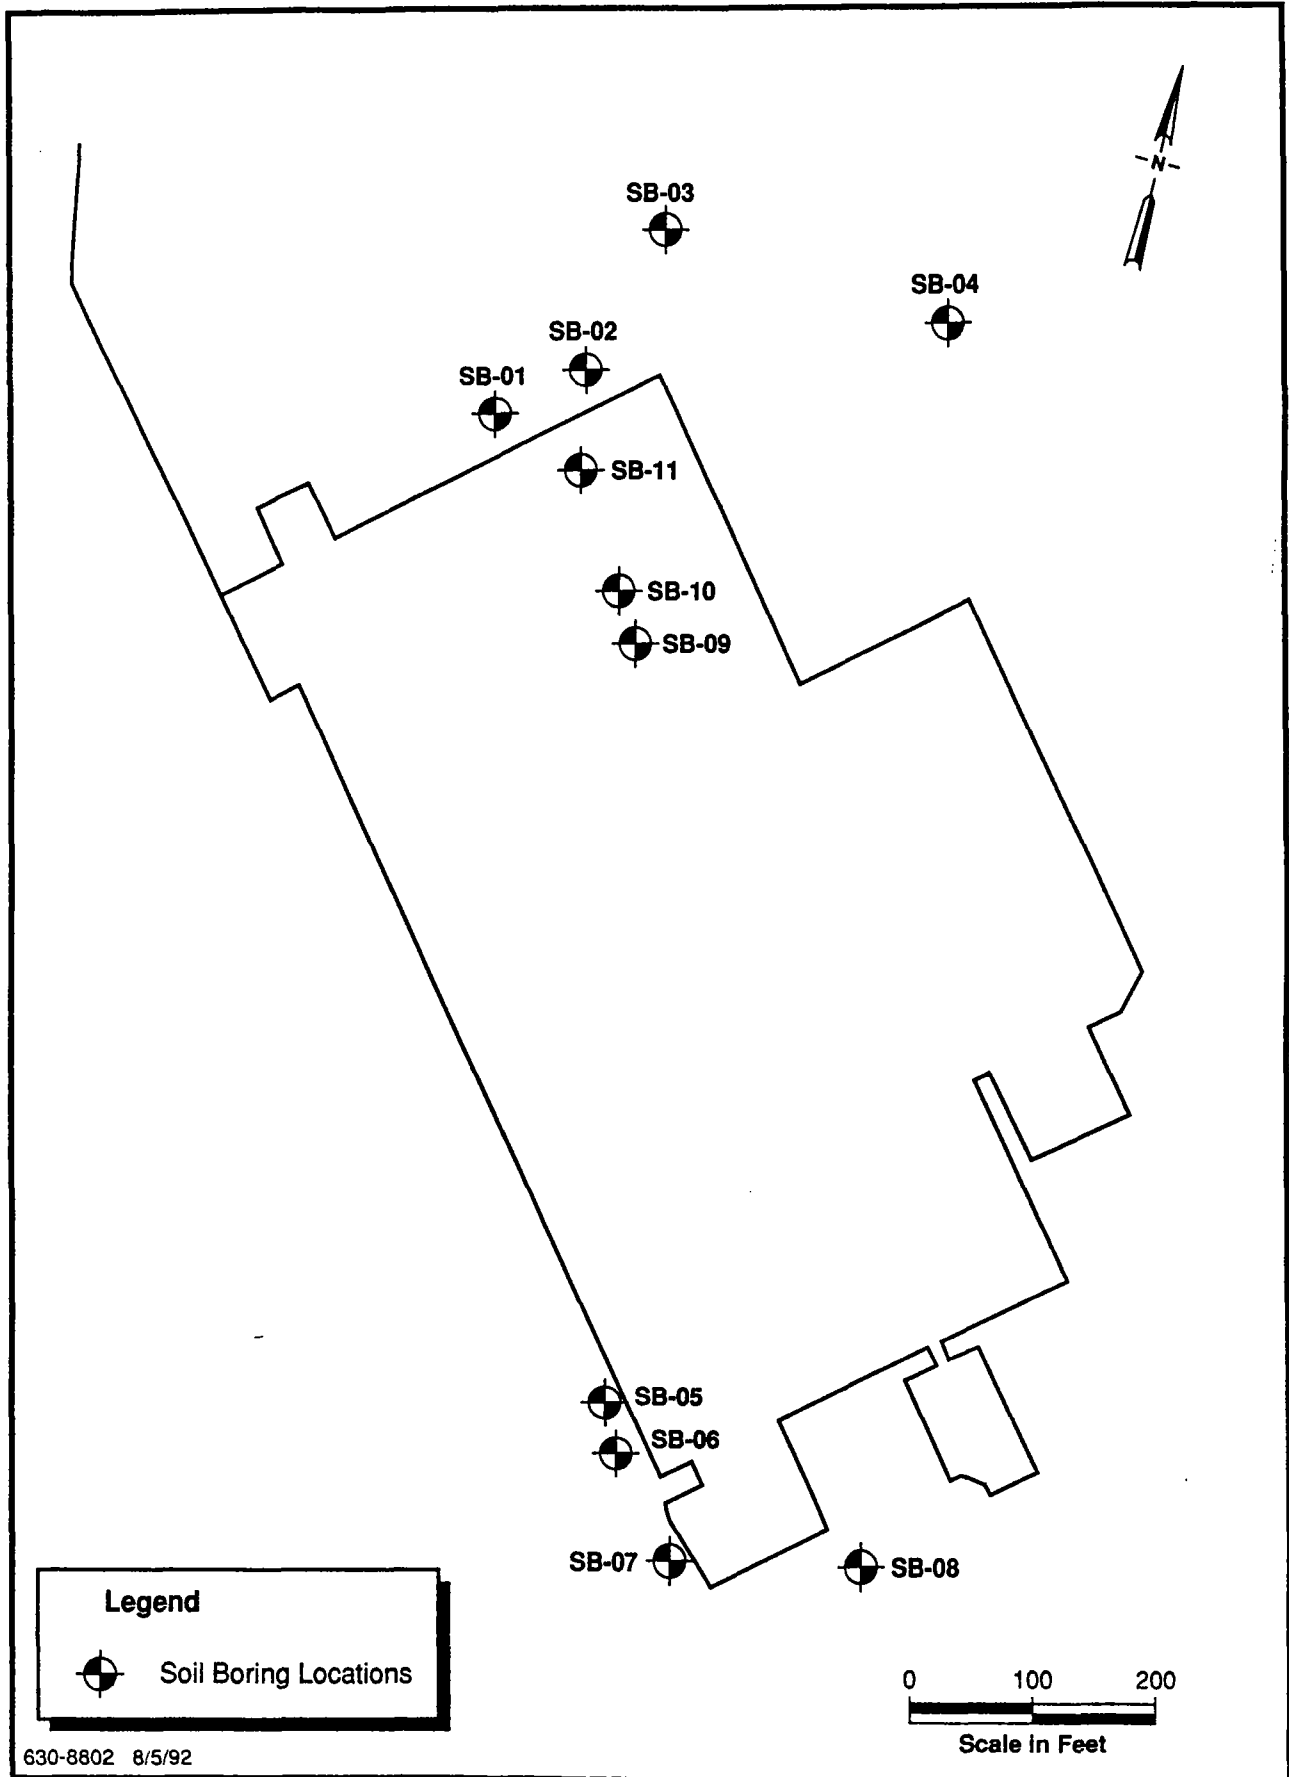 N
SB-03
SB-04
SB-02
SB-01
SB-11
SB-10
SB-09
SB-05
SB-06
SB-07
SB-08
Legend
Soil Boring Locations
0 100 200
Scale in Feet
630-8802 8/5/92